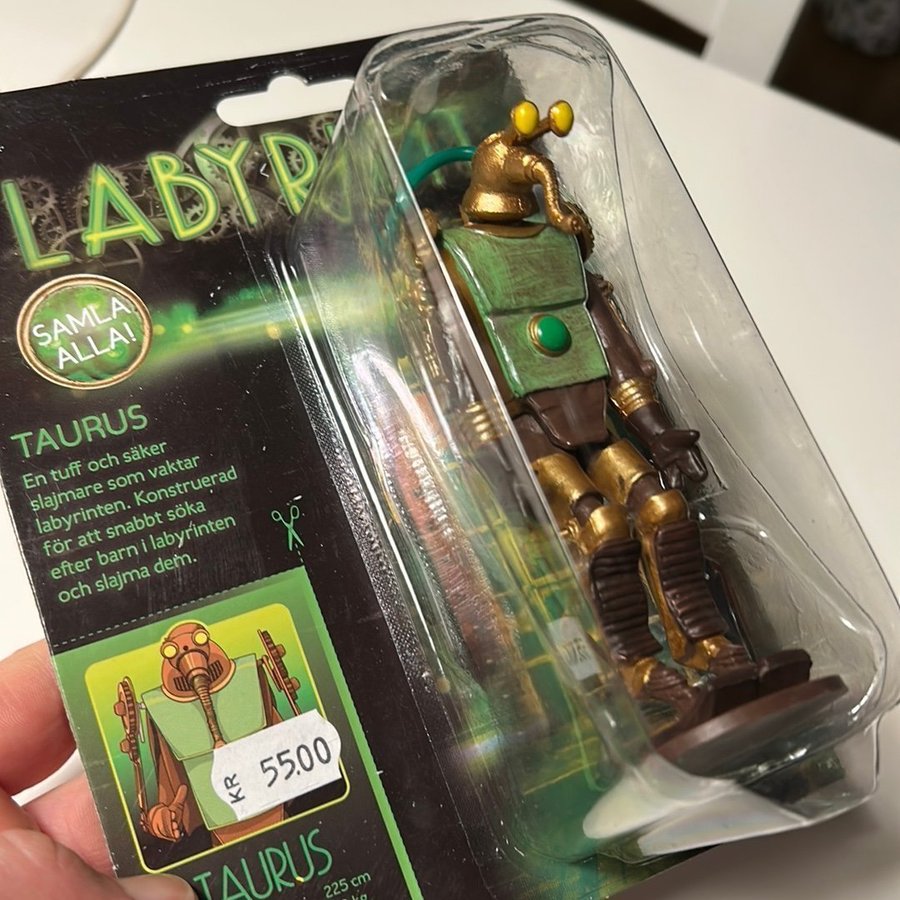 LABYR
SAMLA
ALLA!
TAURUS
En tuff och säker
slajmare som vaktar
labyrinten. Konstruerad
för att snabbt söka
efter barn i labyrinten
och slajma dem.
KR 55.00
TAURUS
225 cm
kg